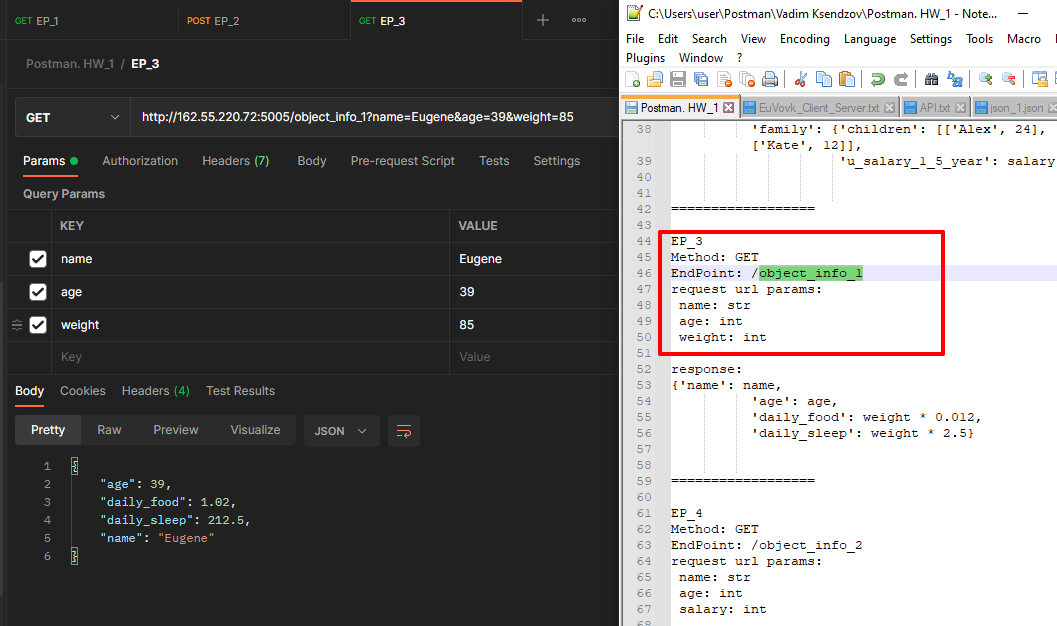 GET EP_1
POST EP_2
GET EP_3
Postman. HW_1 / EP_3
GET
http://162.55.220.72:5005/object_info_1?name=Eugene&age=39&weight=85
Params
Authorization
Headers (7)
Body
Pre-request Script
Tests
Settings
Query Params
KEY VALUE
name Eugene
age 39
weight 85
Key Value
Body
Cookies
Headers (4)
Test Results
Pretty
Raw
Preview
Visualize
JSON
1 {
2 "age": 39,
3 "daily_food": 1.02,
4 "daily_sleep": 212.5,
5 "name": "Eugene"
6 }
C:\Users\user\Postman\Vadim Ksendzov\Postman. HW_1 - Note...
File Edit Search View Encoding Language Settings Tools Macro
Plugins Window ?
Postman. HW_1
EuVovk_Client_Server.txt
API.txt
json_1.json
38 'family': {'children': [['Alex', 24],
['Kate', 12]],
39 'u_salary_1_5_year': salary
40
41
42 ==================
43
44 EP_3
45 Method: GET
46 EndPoint: /object_info_1
47 request url params:
48 name: str
49 age: int
50 weight: int
51
52 response:
53 {'name': name,
54 'age': age,
55 'daily_food': weight * 0.012,
56 'daily_sleep': weight * 2.5}
57
58
59 ==================
60
61 EP_4
62 Method: GET
63 EndPoint: /object_info_2
64 request url params:
65 name: str
66 age: int
67 salary: int
68